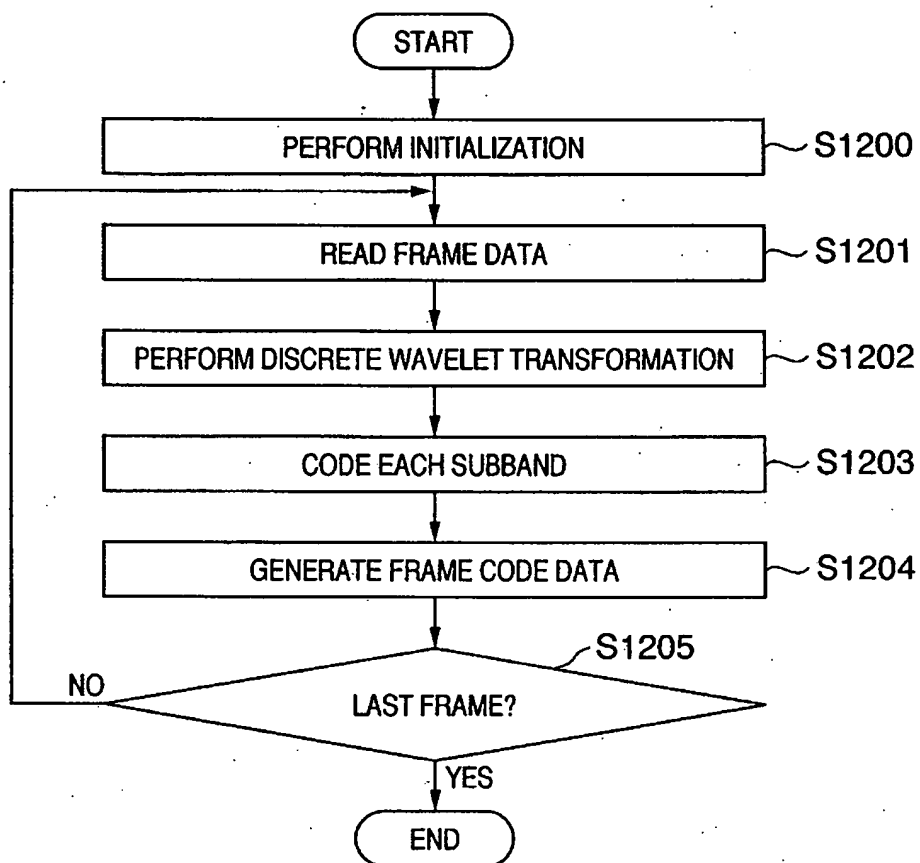 START
PERFORM INITIALIZATION
S1200
READ FRAME DATA
S1201
PERFORM DISCRETE WAVELET TRANSFORMATION
S1202
CODE EACH SUBBAND
S1203
GENERATE FRAME CODE DATA
S1204
S1205
NO
LAST FRAME?
YES
END